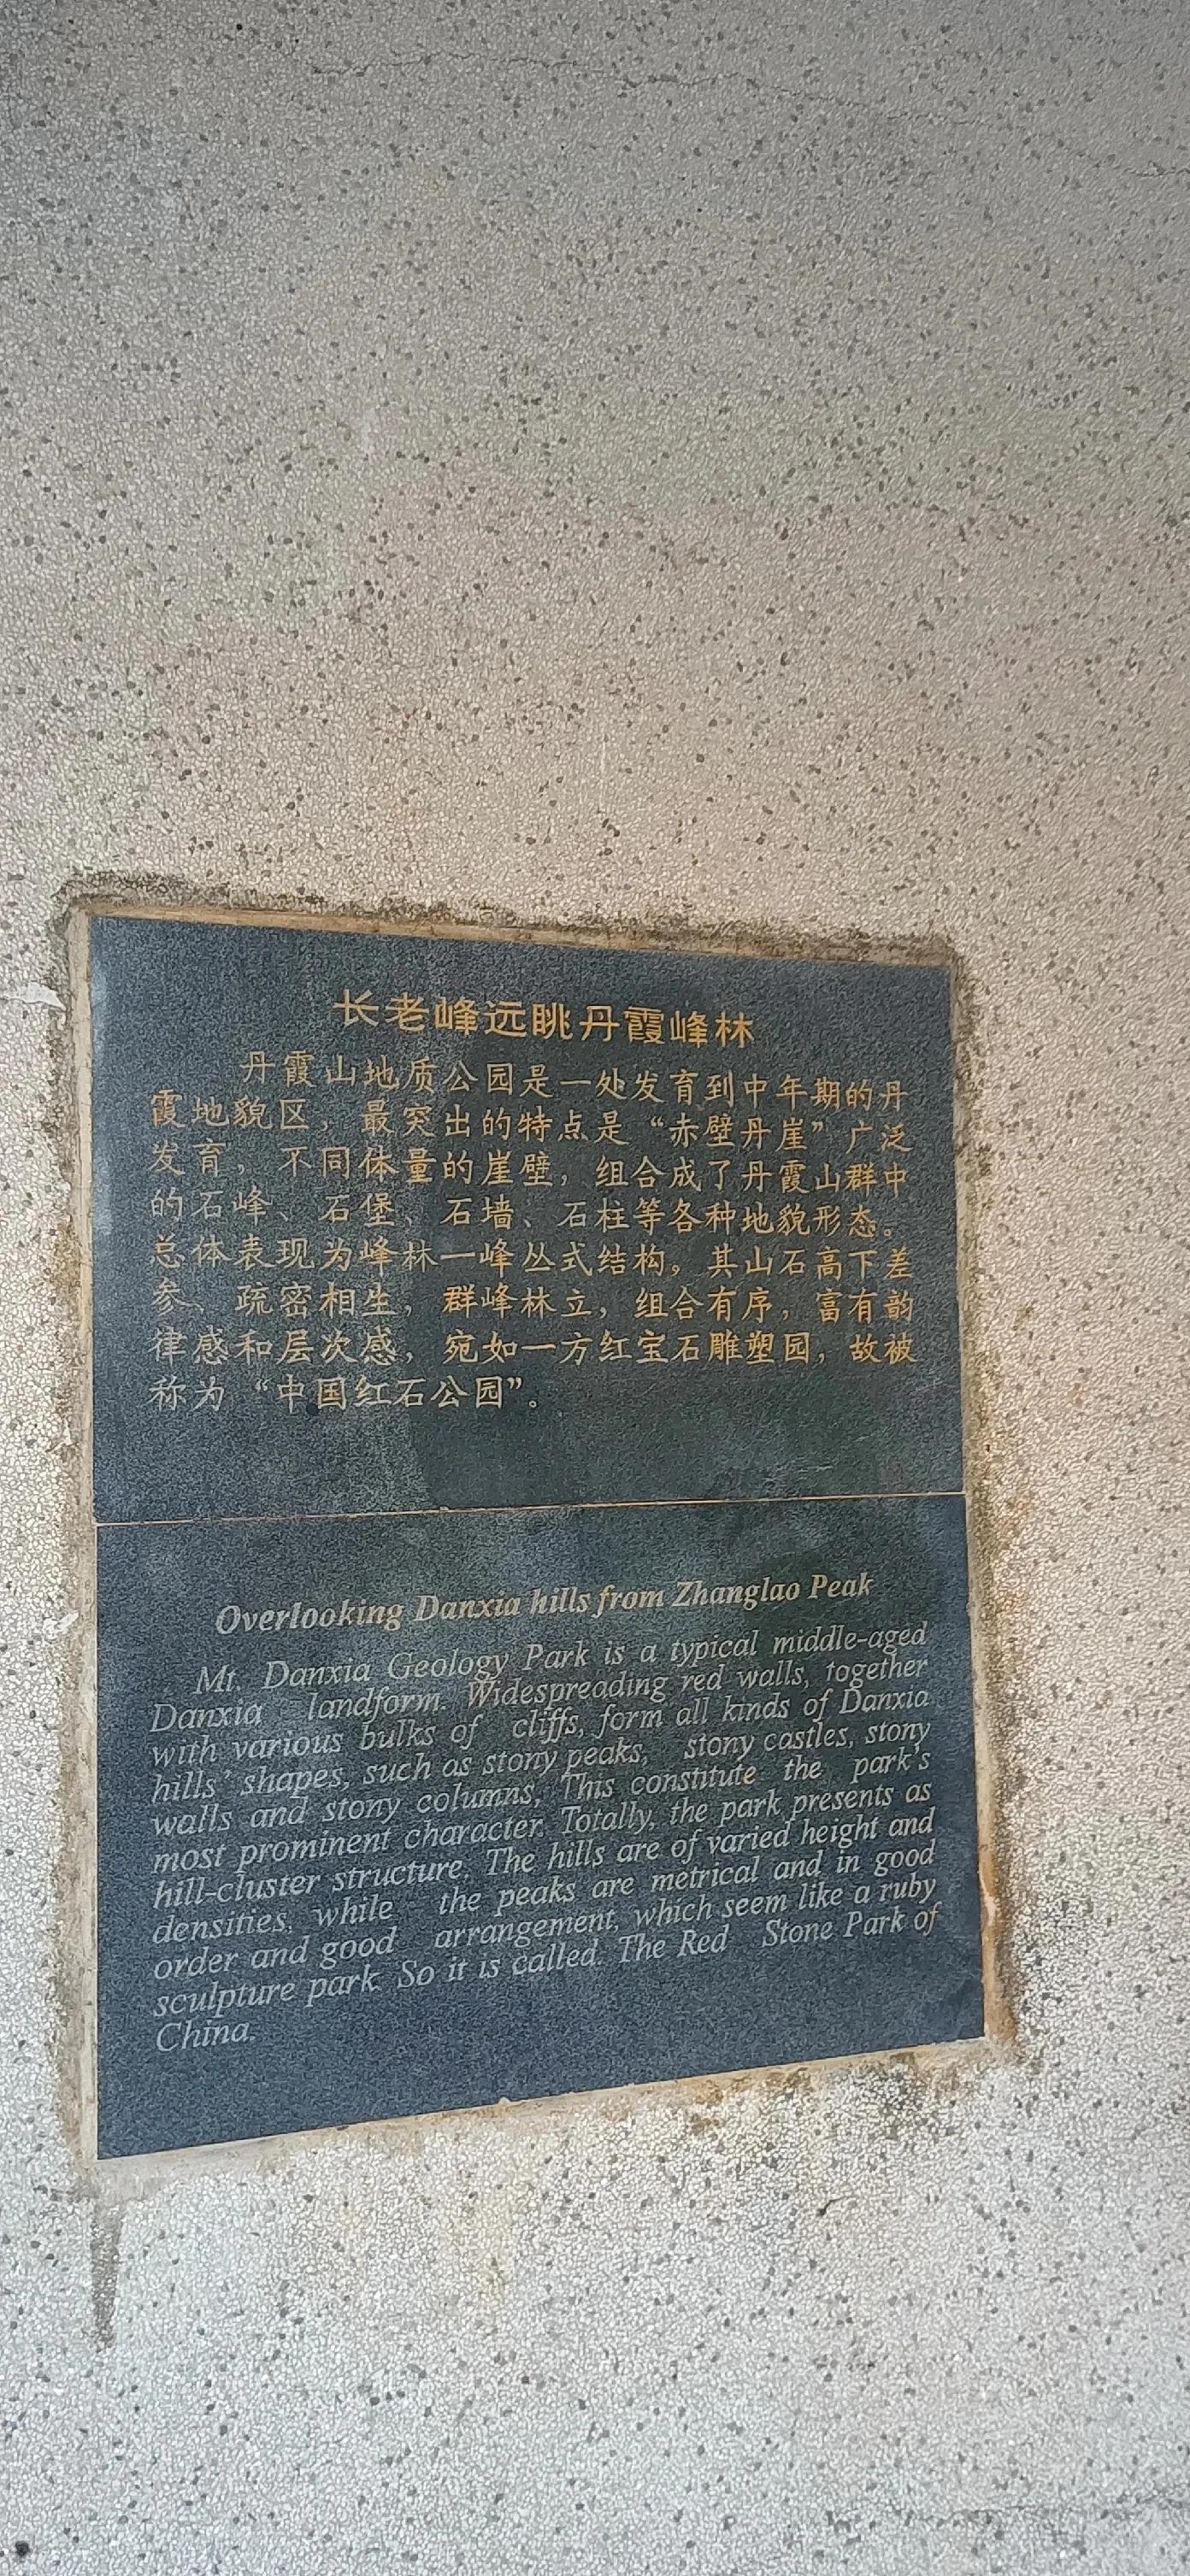 长老峰远眺丹霞峰林
丹霞山地质公园是一处发育到中年期的丹
霞地貌区，最突出的特点是“赤壁丹崖”广泛
发育，不同体量的崖壁，组合成了丹霞山群中
的石峰、石堡、石墙、石柱等各种地貌形态。
总体表现为峰林—峰丛式结构，其山石高下差
参、疏密相生，群峰林立，组合有序，富有韵
律感和层次感，宛如一方红宝石雕塑园，故被
称为“中国红石公园”。
Overlooking Danxia hills from Zhanglao Peak
Mt. Danxia Geology Park is a typical middle-aged
Danxia landform. Widespreading red walls, together
with various bulks of cliffs, form all kinds of Danxia
hills' shapes, such as stony peaks, stony castles, stony
walls and stony columns, This constitute the park's
most prominent character. Totally, the park presents as
hill-cluster structure. The hills are of varied height and
densities, while the peaks are metrical and in good
order and good arrangement, which seem like a ruby
sculpture park. So it is called. The Red Stone Park of
China.